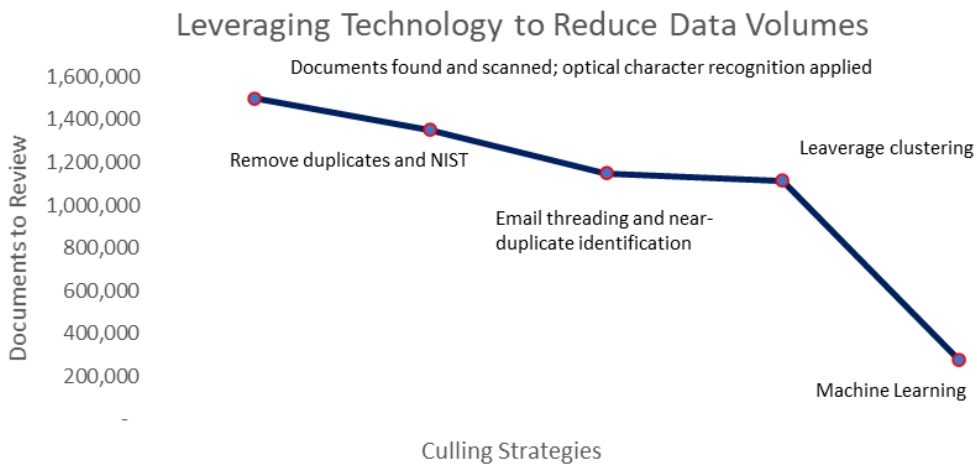 Leveraging Technology to Reduce Data Volumes
Documents to Review
1,600,000
1,400,000
1,200,000
1,000,000
800,000
600,000
400,000
200,000
-
Documents found and scanned; optical character recognition applied
Remove duplicates and NIST
Email threading and near-
duplicate identification
Leaverage clustering
Machine Learning
Culling Strategies